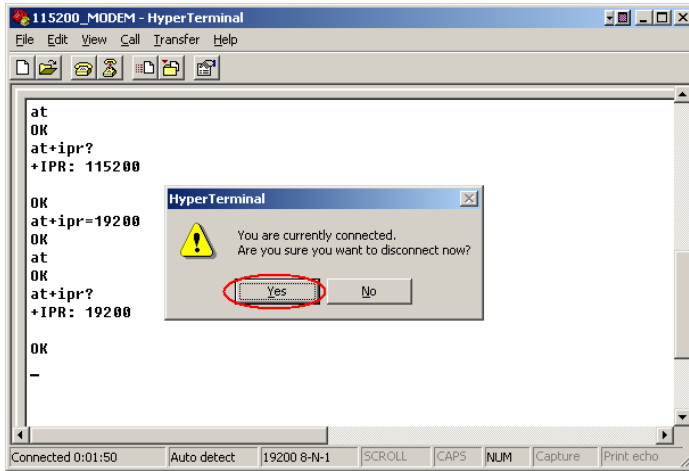 115200_MODEM - HyperTerminal
File Edit View Call Transfer Help
at
OK
at+ipr?
+IPR: 115200
OK
at+ipr=19200
OK
at
OK
at+ipr?
+IPR: 19200
OK
HyperTerminal
You are currently connected.
Are you sure you want to disconnect now?
Yes No
Connected 0:01:50 Auto detect 19200 8-N-1 SCROLL CAPS NUM Capture Print echo